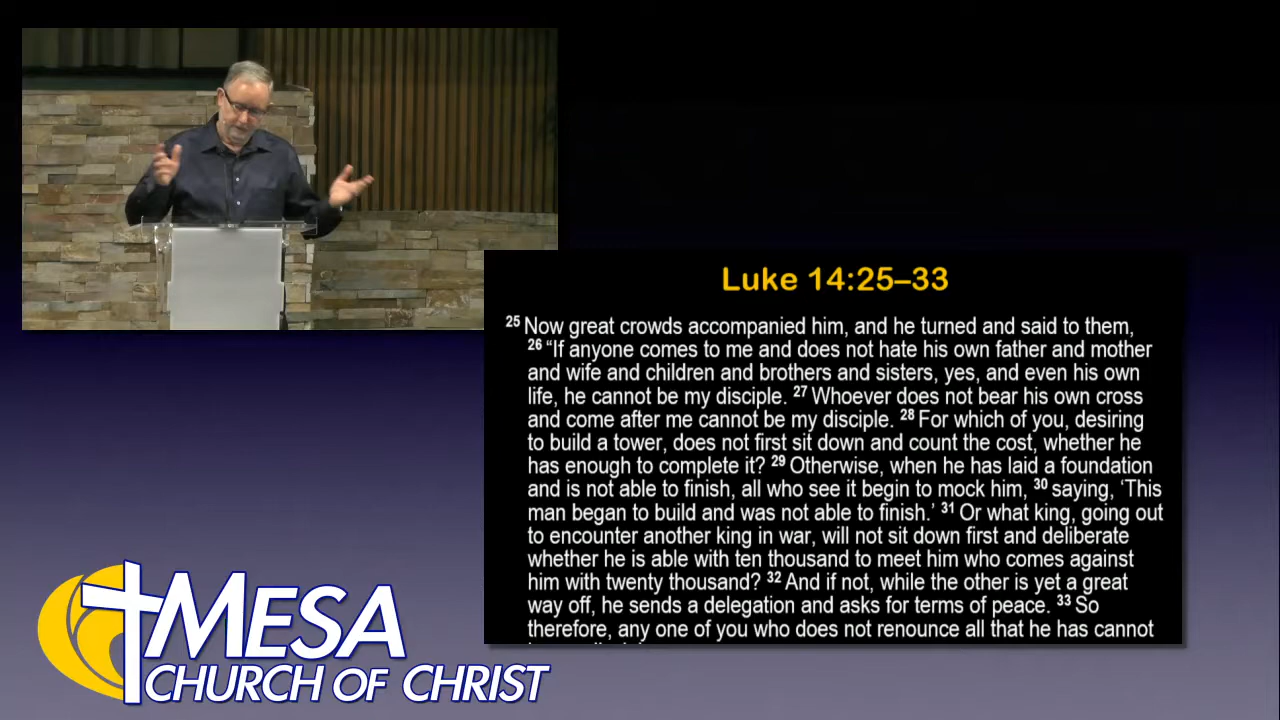 Luke 14:25–33
25 Now great crowds accompanied him, and he turned and said to them,
26 “If anyone comes to me and does not hate his own father and mother
and wife and children and brothers and sisters, yes, and even his own
life, he cannot be my disciple. 27 Whoever does not bear his own cross
and come after me cannot be my disciple. 28 For which of you, desiring
to build a tower, does not first sit down and count the cost, whether he
has enough to complete it? 29 Otherwise, when he has laid a foundation
and is not able to finish, all who see it begin to mock him, 30 saying, ‘This
man began to build and was not able to finish.’ 31 Or what king, going out
to encounter another king in war, will not sit down first and deliberate
whether he is able with ten thousand to meet him who comes against
him with twenty thousand? 32 And if not, while the other is yet a great
way off, he sends a delegation and asks for terms of peace. 33 So
therefore, any one of you who does not renounce all that he has cannot
MESA
CHURCH OF CHRIST